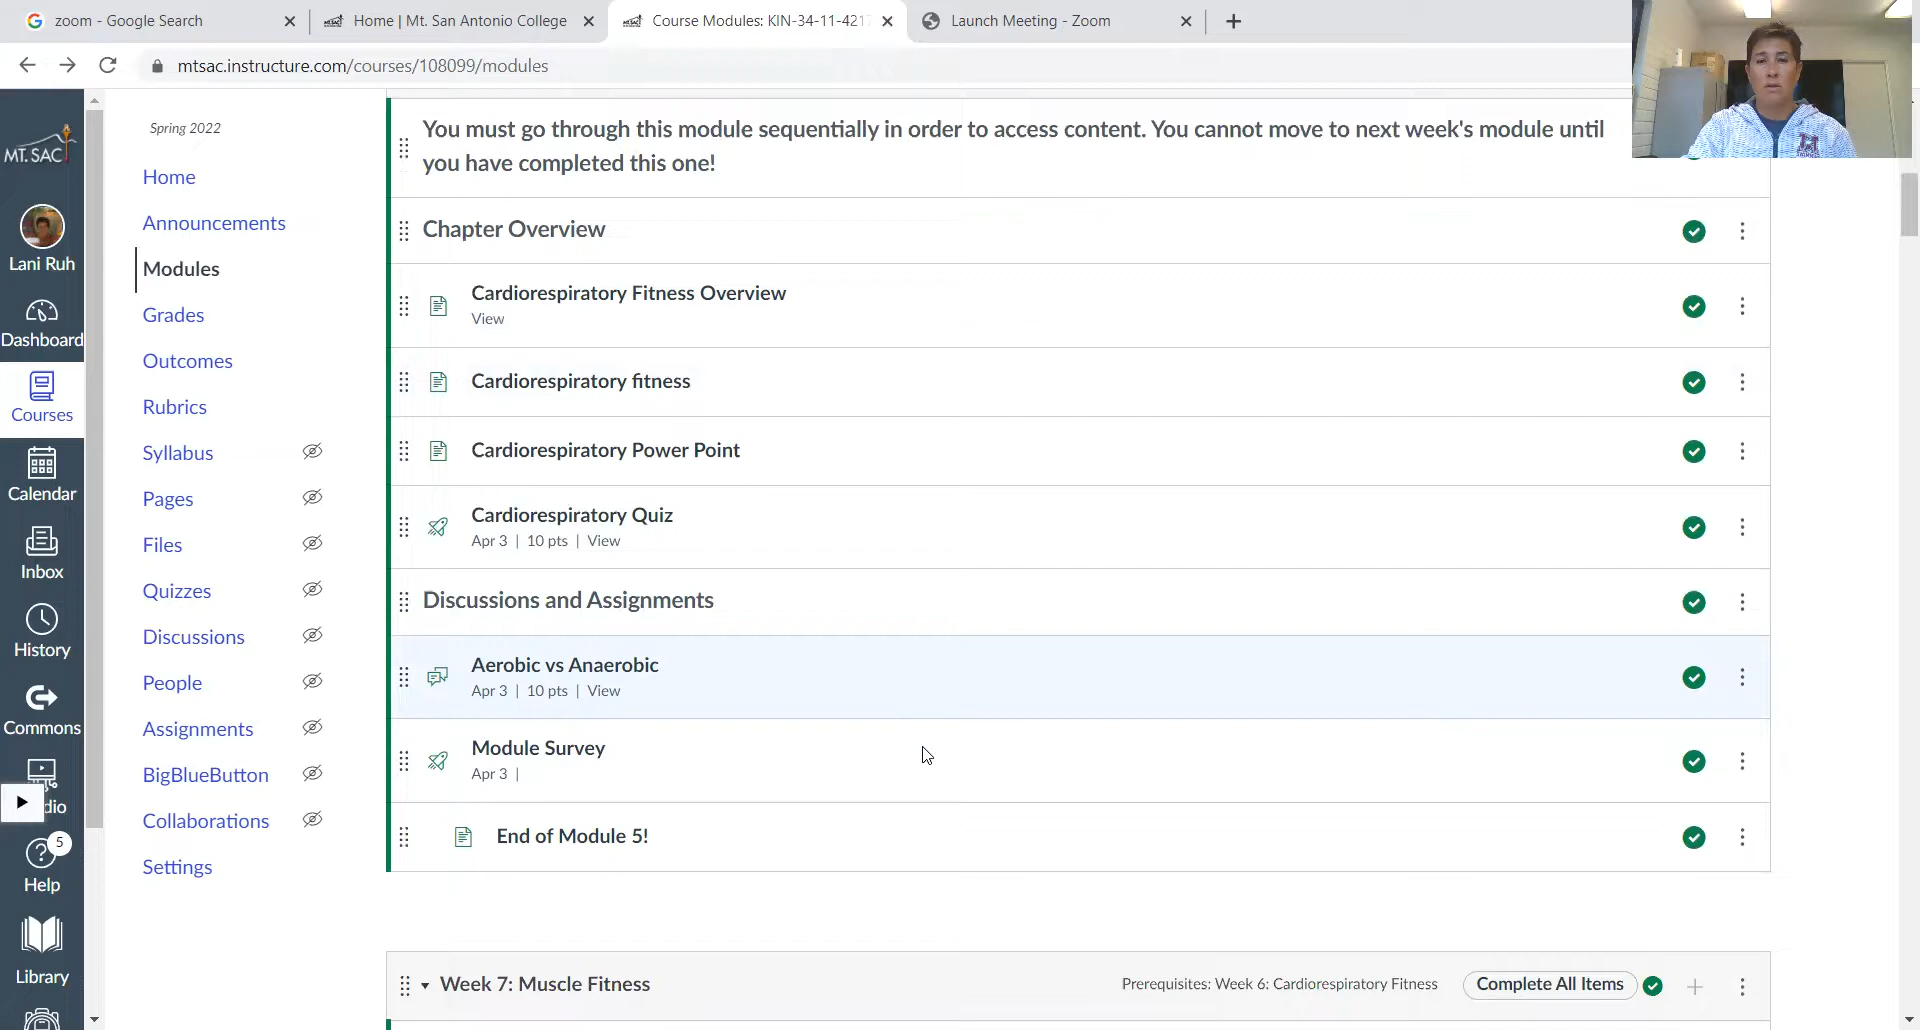 zoom - Google Search
Home | Mt. San Antonio College
Course Modules: KIN-34-11-4217
Launch Meeting - Zoom
mtsac.instructure.com/courses/108099/modules
MT. SAC
Lani Ruh
Dashboard
Courses
Calendar
Inbox
History
Commons
dio
5
Help
Library
Spring 2022
Home
Announcements
Modules
Grades
Outcomes
Rubrics
Syllabus
Pages
Files
Quizzes
Discussions
People
Assignments
BigBlueButton
Collaborations
Settings
You must go through this module sequentially in order to access content. You cannot move to next week's module until
you have completed this one!
Chapter Overview
Cardiorespiratory Fitness Overview
View
Cardiorespiratory fitness
Cardiorespiratory Power Point
Cardiorespiratory Quiz
Apr 3 | 10 pts | View
Discussions and Assignments
Aerobic vs Anaerobic
Apr 3 | 10 pts | View
Module Survey
Apr 3 |
End of Module 5!
Week 7: Muscle Fitness
Prerequisites: Week 6: Cardiorespiratory Fitness
Complete All Items